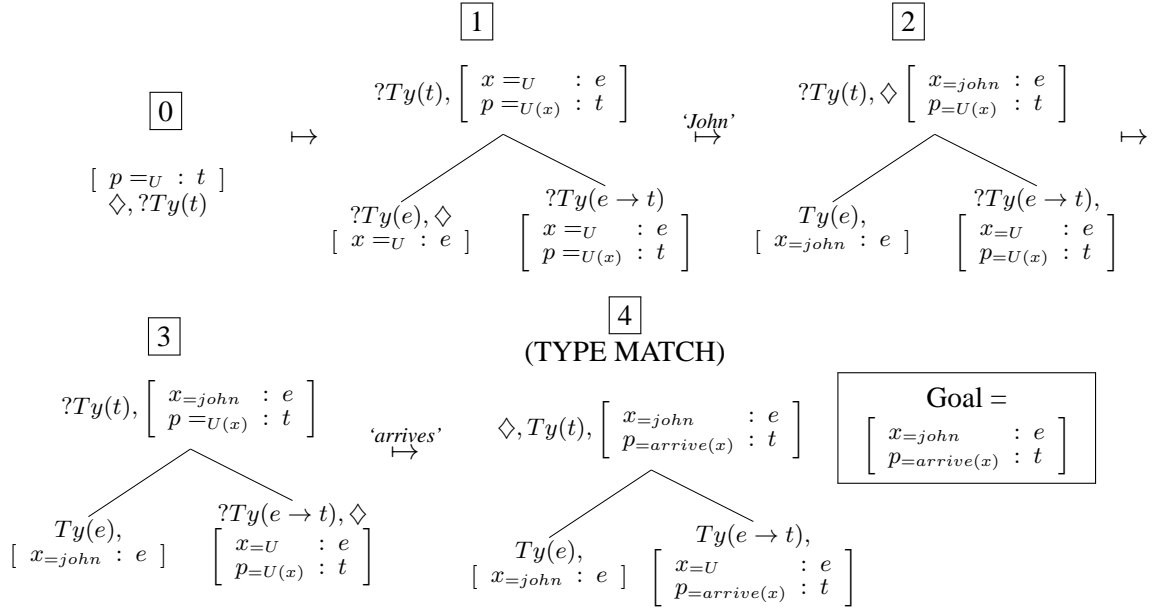 0
[ p =U : t ]
◇, ?Ty(t)
↦
1
?Ty(t), [ x =U : e
p =U(x) : t ]
?Ty(e), ◇
[ x =U : e ]
?Ty(e → t)
[ x =U : e
p =U(x) : t ]
‘John’
↦
2
?Ty(t), ◇ [ x=john : e
p=U(x) : t ]
Ty(e),
[ x=john : e ]
?Ty(e → t),
[ x=U : e
p=U(x) : t ]
↦
3
?Ty(t), [ x=john : e
p =U(x) : t ]
Ty(e),
[ x=john : e ]
?Ty(e → t), ◇
[ x=U : e
p=U(x) : t ]
‘arrives’
↦
4
(TYPE MATCH)
◇, Ty(t), [ x=john : e
p=arrive(x) : t ]
Ty(e),
[ x=john : e ]
Ty(e → t),
[ x=U : e
p=arrive(x) : t ]
Goal =
[ x=john : e
p=arrive(x) : t ]